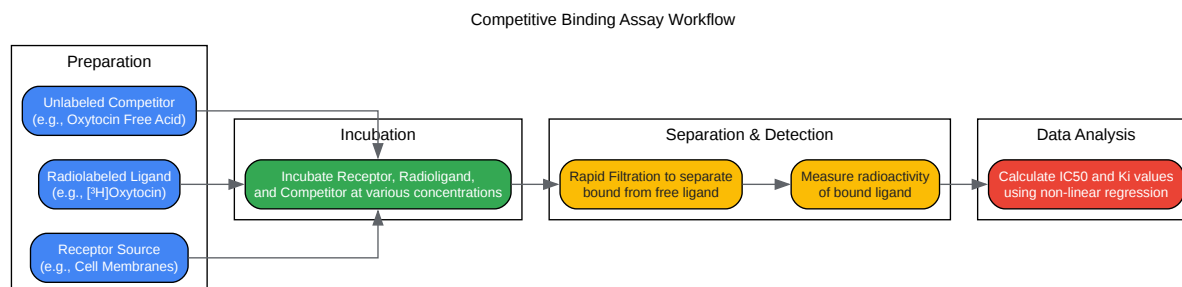 Competitive Binding Assay Workflow
Preparation
Unlabeled Competitor
(e.g., Oxytocin Free Acid)
Radiolabeled Ligand
(e.g., [³H]Oxytocin)
Receptor Source
(e.g., Cell Membranes)
Incubation
Incubate Receptor, Radioligand,
and Competitor at various concentrations
Separation & Detection
Rapid Filtration to separate
bound from free ligand
Measure radioactivity
of bound ligand
Data Analysis
Calculate IC50 and Ki values
using non-linear regression